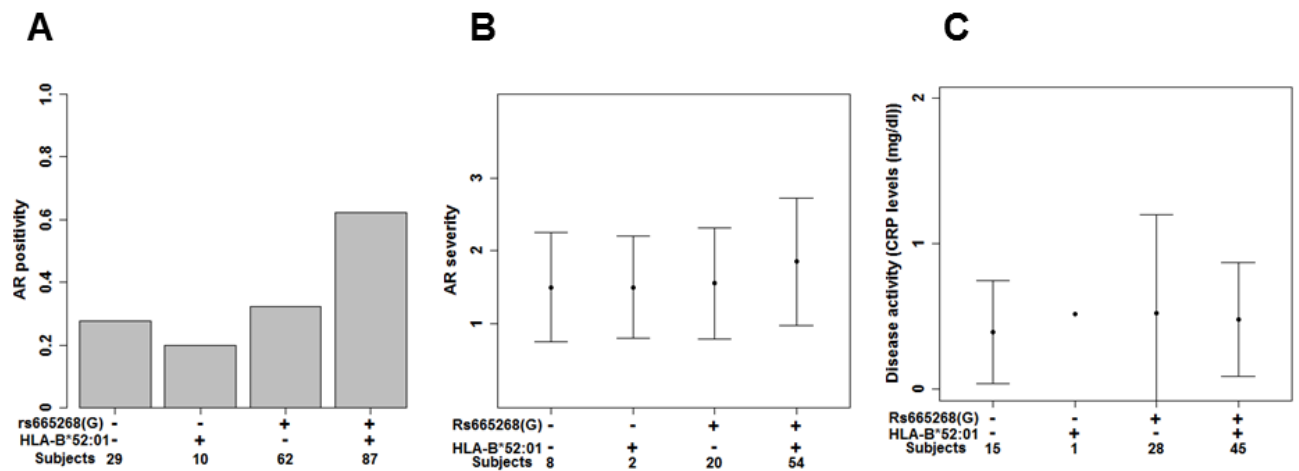 A
AR positivity
1.0
0.8
0.6
0.4
0.2
0
rs665268(G) - - + +
HLA-B*52:01 - + - +
Subjects 29 10 62 87
B
AR severity
3
2
1
Rs665268(G) - - + +
HLA-B*52:01 - + - +
Subjects 8 2 20 54
C
Disease activity (CRP levels (mg/dl))
2
1
0
Rs665268(G) - - + +
HLA-B*52:01 - + - +
Subjects 15 1 28 45